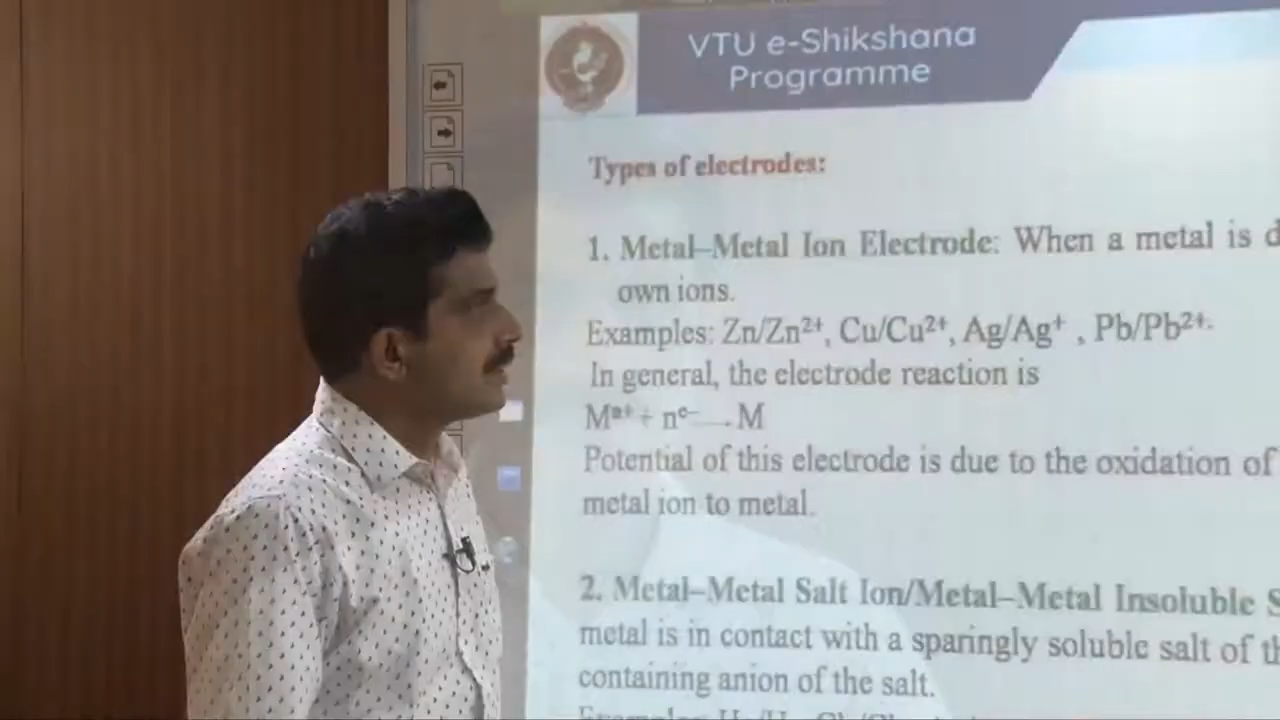 VTU e-Shikshana
Programme
Types of electrodes:
1. Metal–Metal Ion Electrode: When a metal is
own ions.
Examples: Zn/Zn²⁺, Cu/Cu²⁺, Ag/Ag⁺ , Pb/Pb²⁺.
In general, the electrode reaction is
Mⁿ⁺ + ne⁻ → M
Potential of this electrode is due to the oxidation of
metal ion to metal.
2. Metal–Metal Salt Ion/Metal–Metal Insoluble
metal is in contact with a sparingly soluble salt of
containing anion of the salt.